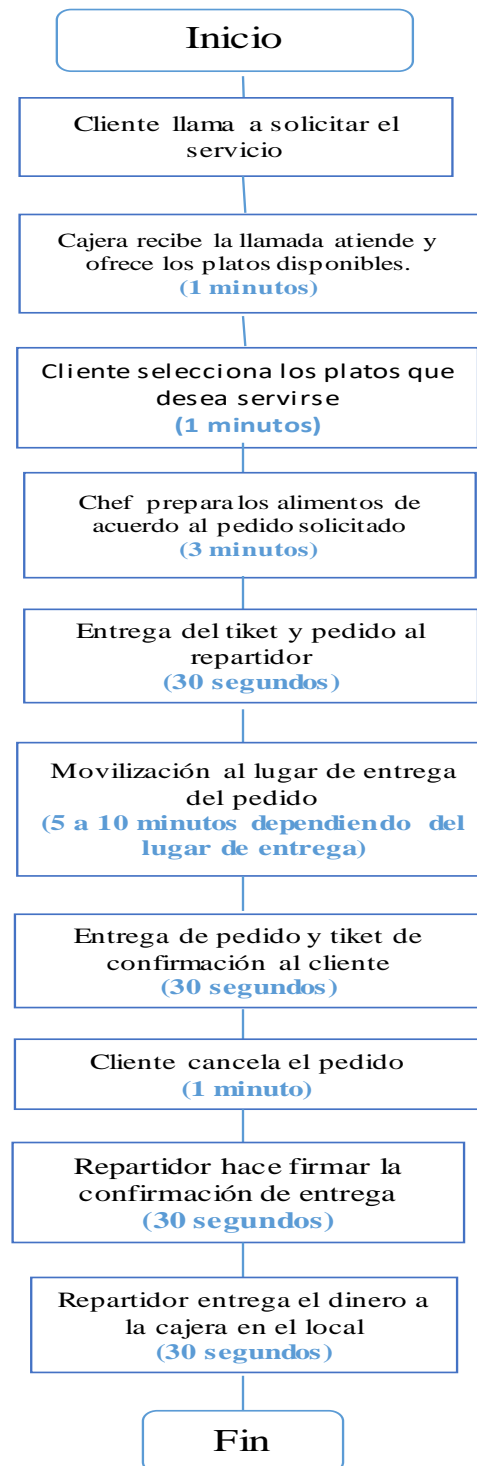 Inicio
Cliente llama a solicitar el
servicio
Cajera recibe la llamada atiende y
ofrece los platos disponibles.
(1 minutos)
Cliente selecciona los platos que
desea servirse
(1 minutos)
Chef prepara los alimentos de
acuerdo al pedido solicitado
(3 minutos)
Entrega del tiket y pedido al
repartidor
(30 segundos)
Movilización al lugar de entrega
del pedido
(5 a 10 minutos dependiendo del
lugar de entrega)
Entrega de pedido y tiket de
confirmación al cliente
(30 segundos)
Cliente cancela el pedido
(1 minuto)
Repartidor hace firmar la
confirmación de entrega
(30 segundos)
Repartidor entrega el dinero a
la cajera en el local
(30 segundos)
Fin